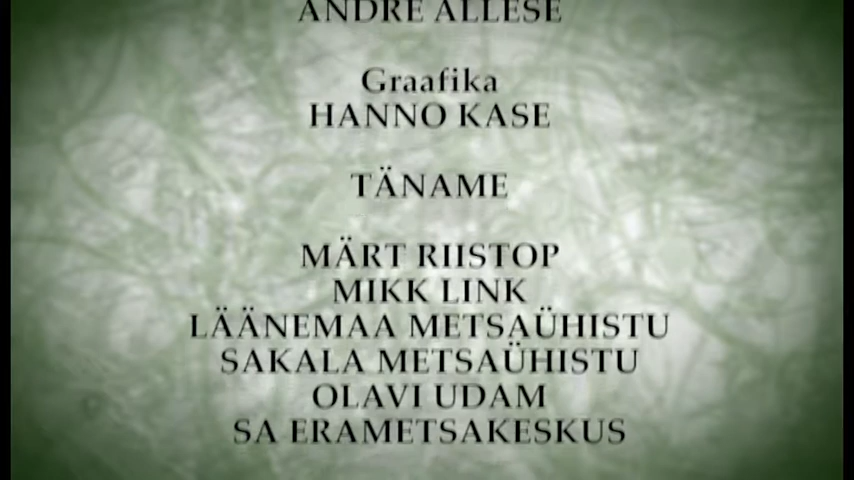 ANDRE ALLESE
Graafika
HANNO KASE
TÄNAME
MÄRT RIISTOP
MIKK LINK
LÄÄNEMAA METSAÜHISTU
SAKALA METSAÜHISTU
OLAVI UDAM
SA ERAMETSAKESKUS